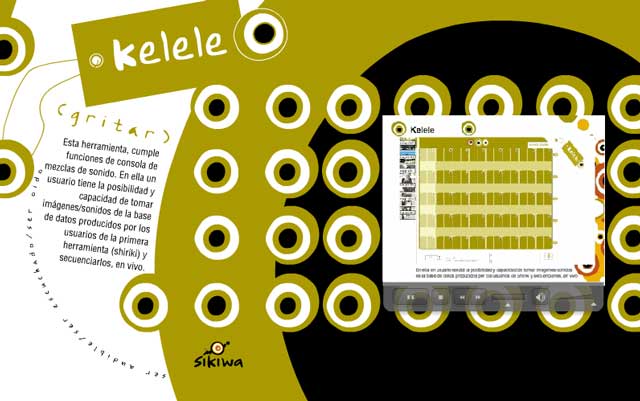 Kelele
(gritar)
Esta herramienta, cumple
funciones de consola de
mezclas de sonido. En ella un
usuario tiene la posibilidad y
capacidad de tomar
imágenes/sonidos de la base
de datos producidos por los
usuarios de la primera
herramienta (shiriki) y
secuenciarlos, en vivo.
ser audible/ser escuchado/ser oído
sikiwa
Kelele